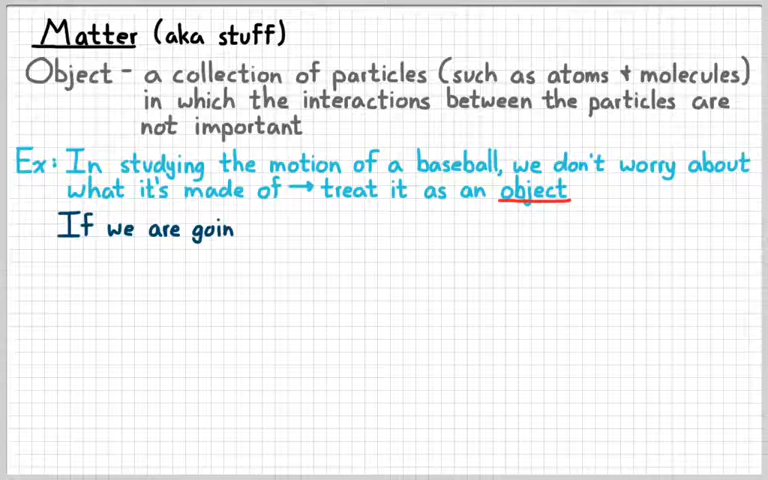 Matter (aka stuff)
Object - a collection of particles (such as atoms + molecules)
in which the interactions between the particles are
not important
Ex: In studying the motion of a baseball, we don't worry about
what it's made of → treat it as an object
If we are goin